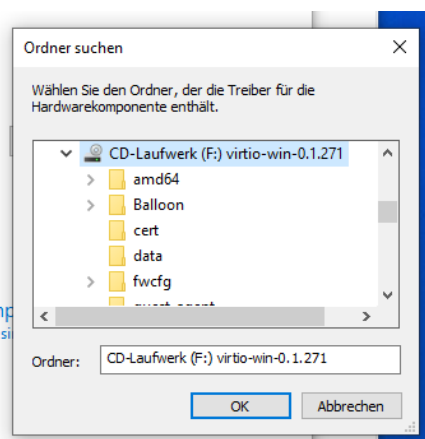 Ordner suchen
Wählen Sie den Ordner, der die Treiber für die
Hardwarekomponente enthält.
CD-Laufwerk (F:) virtio-win-0.1.271
amd64
Balloon
cert
data
fwcfg
Ordner:
CD-Laufwerk (F:) virtio-win-0.1.271
OK
Abbrechen